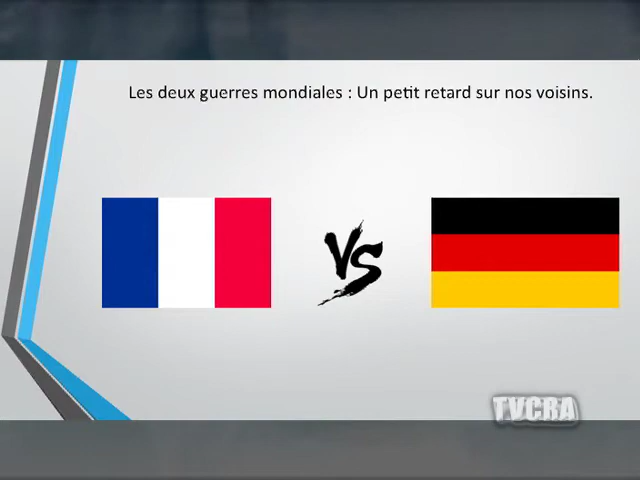 Les deux guerres mondiales : Un petit retard sur nos voisins.
VS
TVCRA